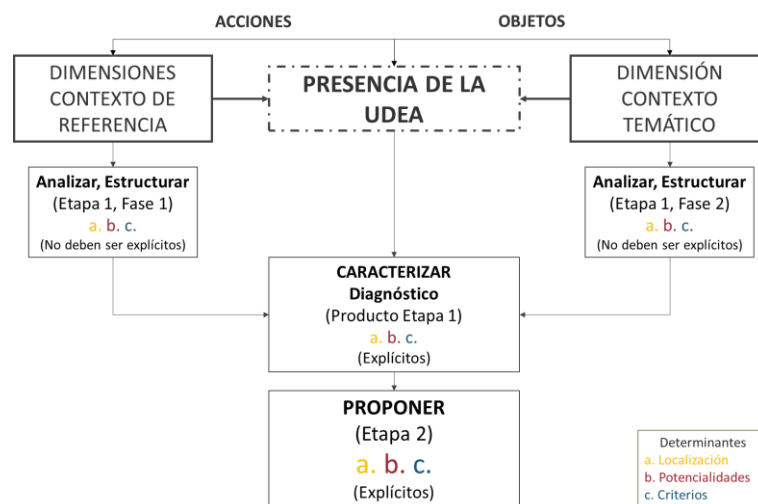 ACCIONES
OBJETOS
DIMENSIONES
CONTEXTO DE
REFERENCIA
PRESENCIA DE LA
UDEA
DIMENSIÓN
CONTEXTO
TEMÁTICO
Analizar, Estructurar
(Etapa 1, Fase 1)
a. b. c.
(No deben ser explícitos)
Analizar, Estructurar
(Etapa 1, Fase 2)
a. b. c.
(No deben ser explícitos)
CARACTERIZAR
Diagnóstico
(Producto Etapa 1)
a. b. c.
(Explícitos)
PROPONER
(Etapa 2)
a. b. c.
(Explícitos)
Determinantes
a. Localización
b. Potencialidades
c. Criterios